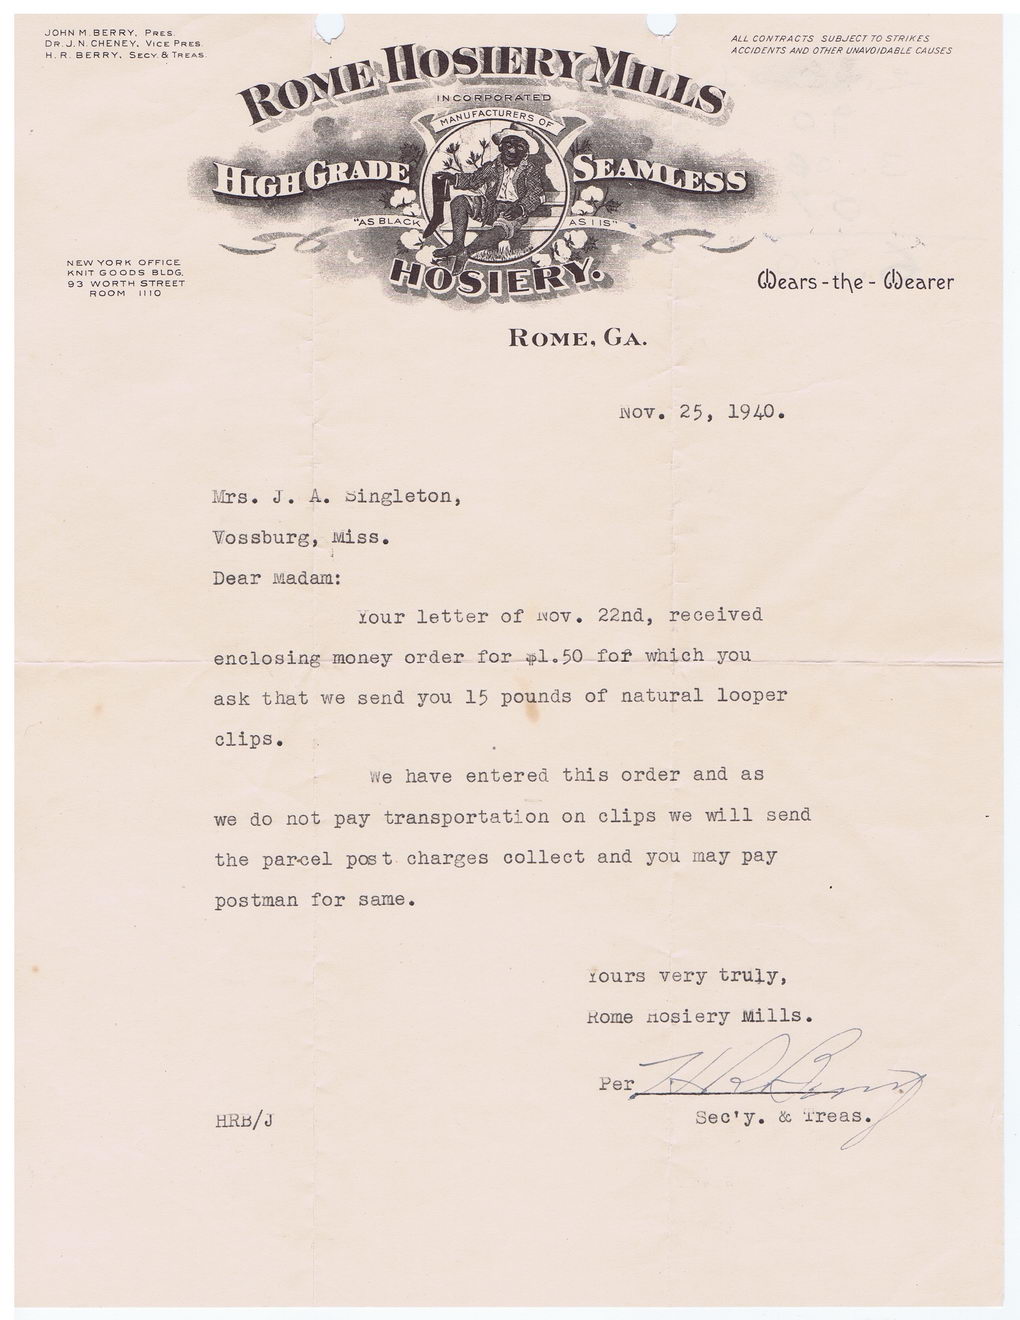 JOHN M. BERRY, PRES.
DR. J. N. CHENEY, VICE PRES.
H. R. BERRY, SECY. & TREAS.
ALL CONTRACTS SUBJECT TO STRIKES
ACCIDENTS AND OTHER UNAVOIDABLE CAUSES
ROME HOSIERY MILLS
INCORPORATED
MANUFACTURERS OF
HIGH GRADE SEAMLESS
"AS BLACK AS I IS"
HOSIERY.
NEW YORK OFFICE
KNIT GOODS BLDG.
93 WORTH STREET
ROOM 1110
Wears-the-Wearer
ROME, GA.
Nov. 25, 1940.
Mrs. J. A. Singleton,
Vossburg, Miss.
Dear Madam:
Your letter of Nov. 22nd, received
enclosing money order for $1.50 for which you
ask that we send you 15 pounds of natural looper
clips.
We have entered this order and as
we do not pay transportation on clips we will send
the parcel post charges collect and you may pay
postman for same.
Yours very truly,
Rome Hosiery Mills.
Per H R Berry
Sec'y. & Treas.
HRB/J